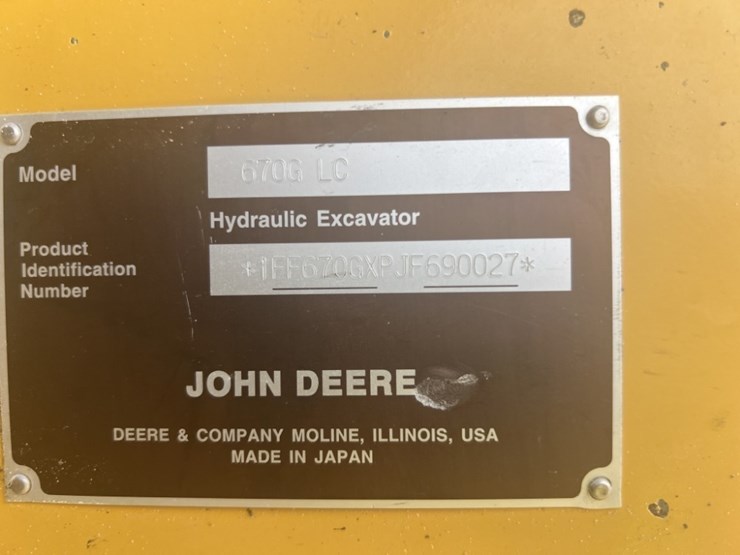 Model 670G LC
Hydraulic Excavator
Product
Identification
Number
*1FF670GXPJF690027*
JOHN DEERE
DEERE & COMPANY MOLINE, ILLINOIS, USA
MADE IN JAPAN